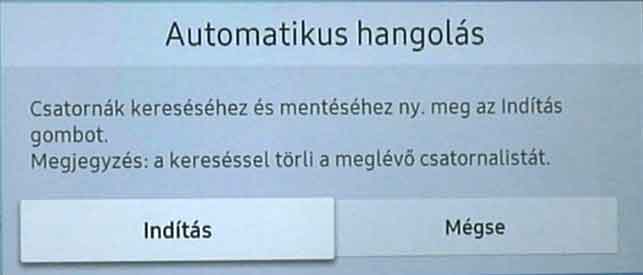 Automatikus hangolás
Csatornák kereséséhez és mentéséhez ny. meg az Indítás
gombot.
Megjegyzés: a kereséssel törli a meglévő csatornalistát.
Indítás
Mégse